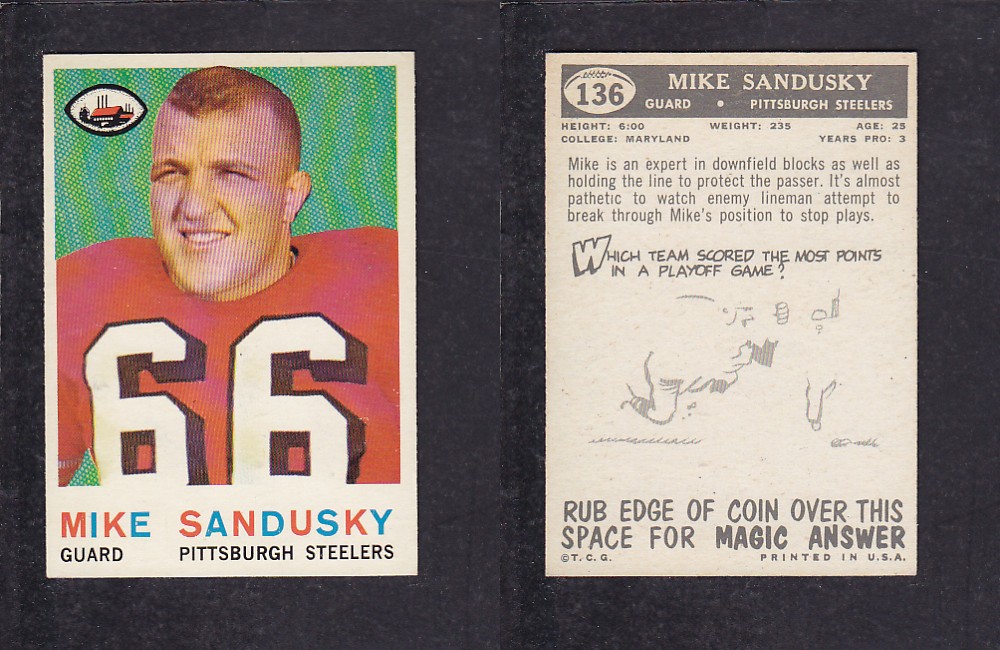 66
MIKE SANDUSKY
GUARD PITTSBURGH STEELERS
136
MIKE SANDUSKY
GUARD • PITTSBURGH STEELERS
HEIGHT: 6:00 WEIGHT: 235 AGE: 25
COLLEGE: MARYLAND YEARS PRO: 3
Mike is an expert in downfield blocks as well as
holding the line to protect the passer. It's almost
pathetic to watch enemy lineman attempt to
break through Mike's position to stop plays.
WHICH TEAM SCORED THE MOST POINTS
IN A PLAYOFF GAME?
RUB EDGE OF COIN OVER THIS
SPACE FOR MAGIC ANSWER
©T.C.G. PRINTED IN U.S.A.